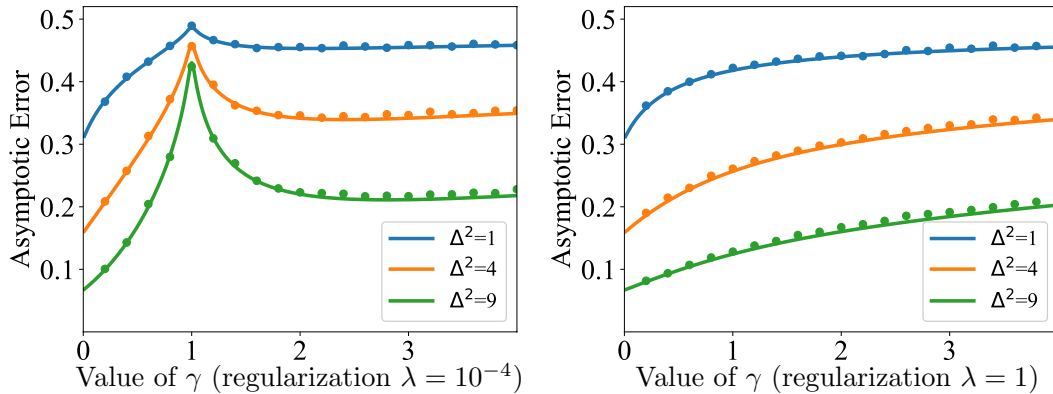 Asymptotic Error
0.5
0.4
0.3
0.2
0.1
0 1 2 3
Δ²=1
Δ²=4
Δ²=9
Value of γ (regularization λ = 10⁻⁴)
Asymptotic Error
0.5
0.4
0.3
0.2
0.1
0 1 2 3
Δ²=1
Δ²=4
Δ²=9
Value of γ (regularization λ = 1)